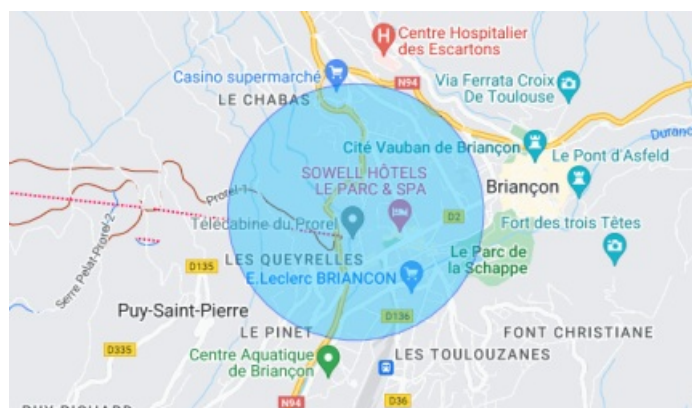 Centre Hospitalier
des Escartons
Casino supermarché
N94
Via Ferrata Croix
De Toulouse
LE CHABAS
Cité Vauban de Briançon
Le Pont d'Asfeld
SOWELL HÔTELS
LE PARC & SPA
Briançon
Prorel-1
D2
Télécabine du Prorel
Fort des trois Têtes
Serre Pelat-Prorel-2
LES QUEYRELLES
Le Parc de
la Schappe
D135
E.Leclerc BRIANCON
Puy-Saint-Pierre
D136
LE PINET
FONT CHRISTIANE
D335
Centre Aquatique
de Briançon
LES TOULOUZANES
N94
D36